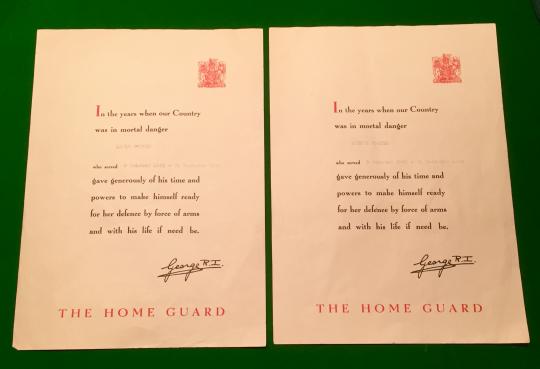 In the years when our Country
was in mortal danger
who served
gave generously of his time and
powers to make himself ready
for her defence by force of arms
and with his life if need be.
George R.I.
THE HOME GUARD
In the years when our Country
was in mortal danger
who served
gave generously of his time and
powers to make himself ready
for her defence by force of arms
and with his life if need be.
George R.I.
THE HOME GUARD